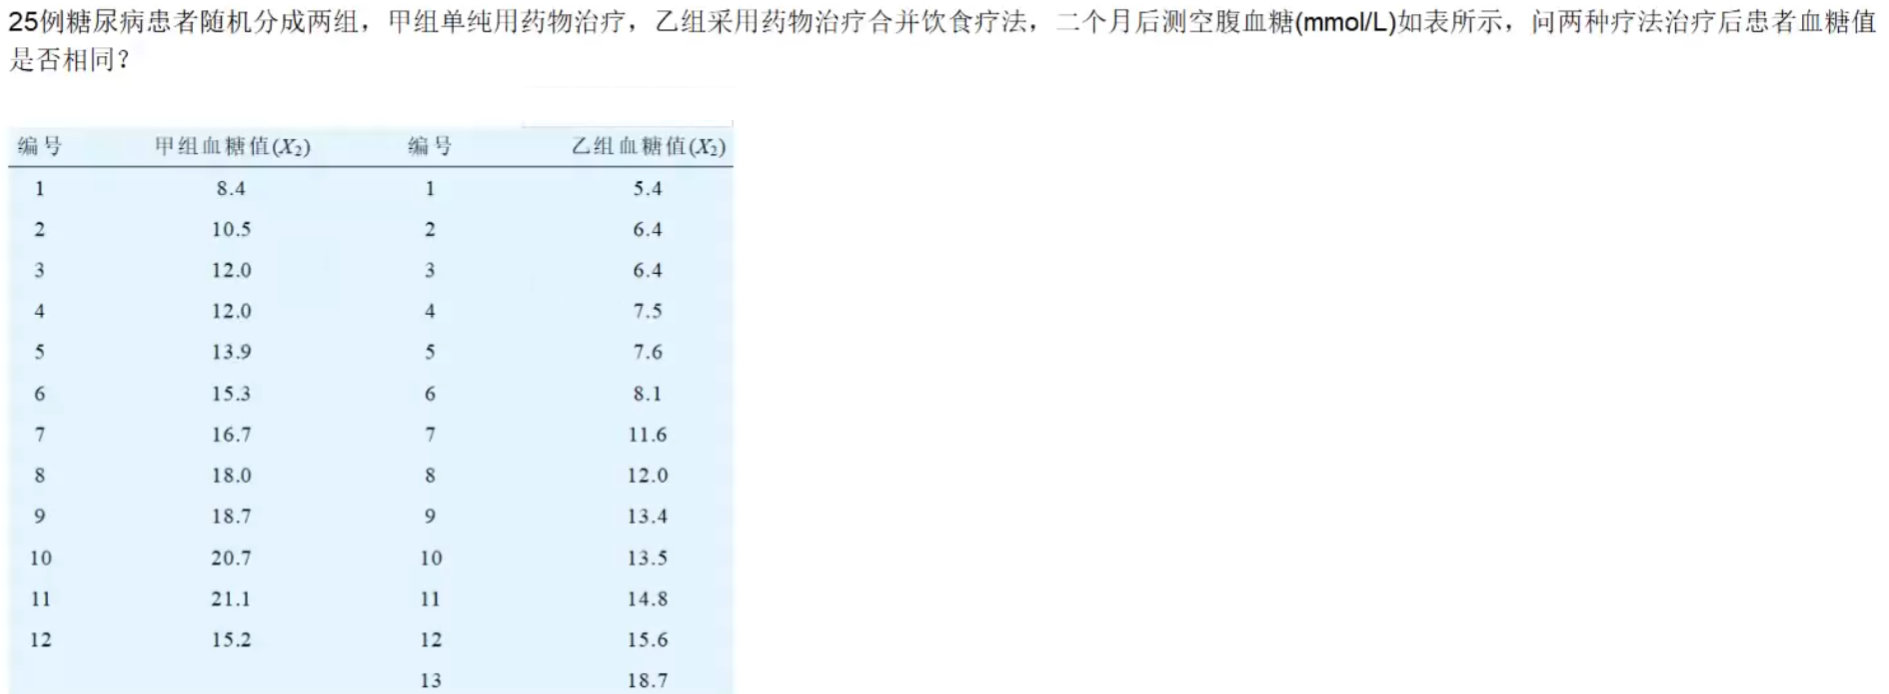 25例糖尿病患者随机分成两组，甲组单纯用药物治疗，乙组采用药物治疗合并饮食疗法，二个月后测空腹血糖(mmol/L)如表所示，问两种疗法治疗后患者血糖值
是否相同？
编号 甲组血糖值(X₂) 编号 乙组血糖值(X₂)
1 8.4 1 5.4
2 10.5 2 6.4
3 12.0 3 6.4
4 12.0 4 7.5
5 13.9 5 7.6
6 15.3 6 8.1
7 16.7 7 11.6
8 18.0 8 12.0
9 18.7 9 13.4
10 20.7 10 13.5
11 21.1 11 14.8
12 15.2 12 15.6
13 18.7